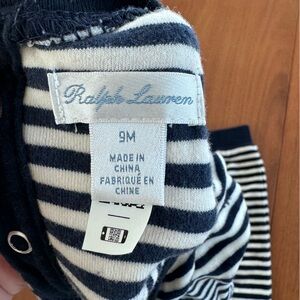 Ralph Lauren
9M
MADE IN
CHINA
FABRIQUÉ EN
CHINE